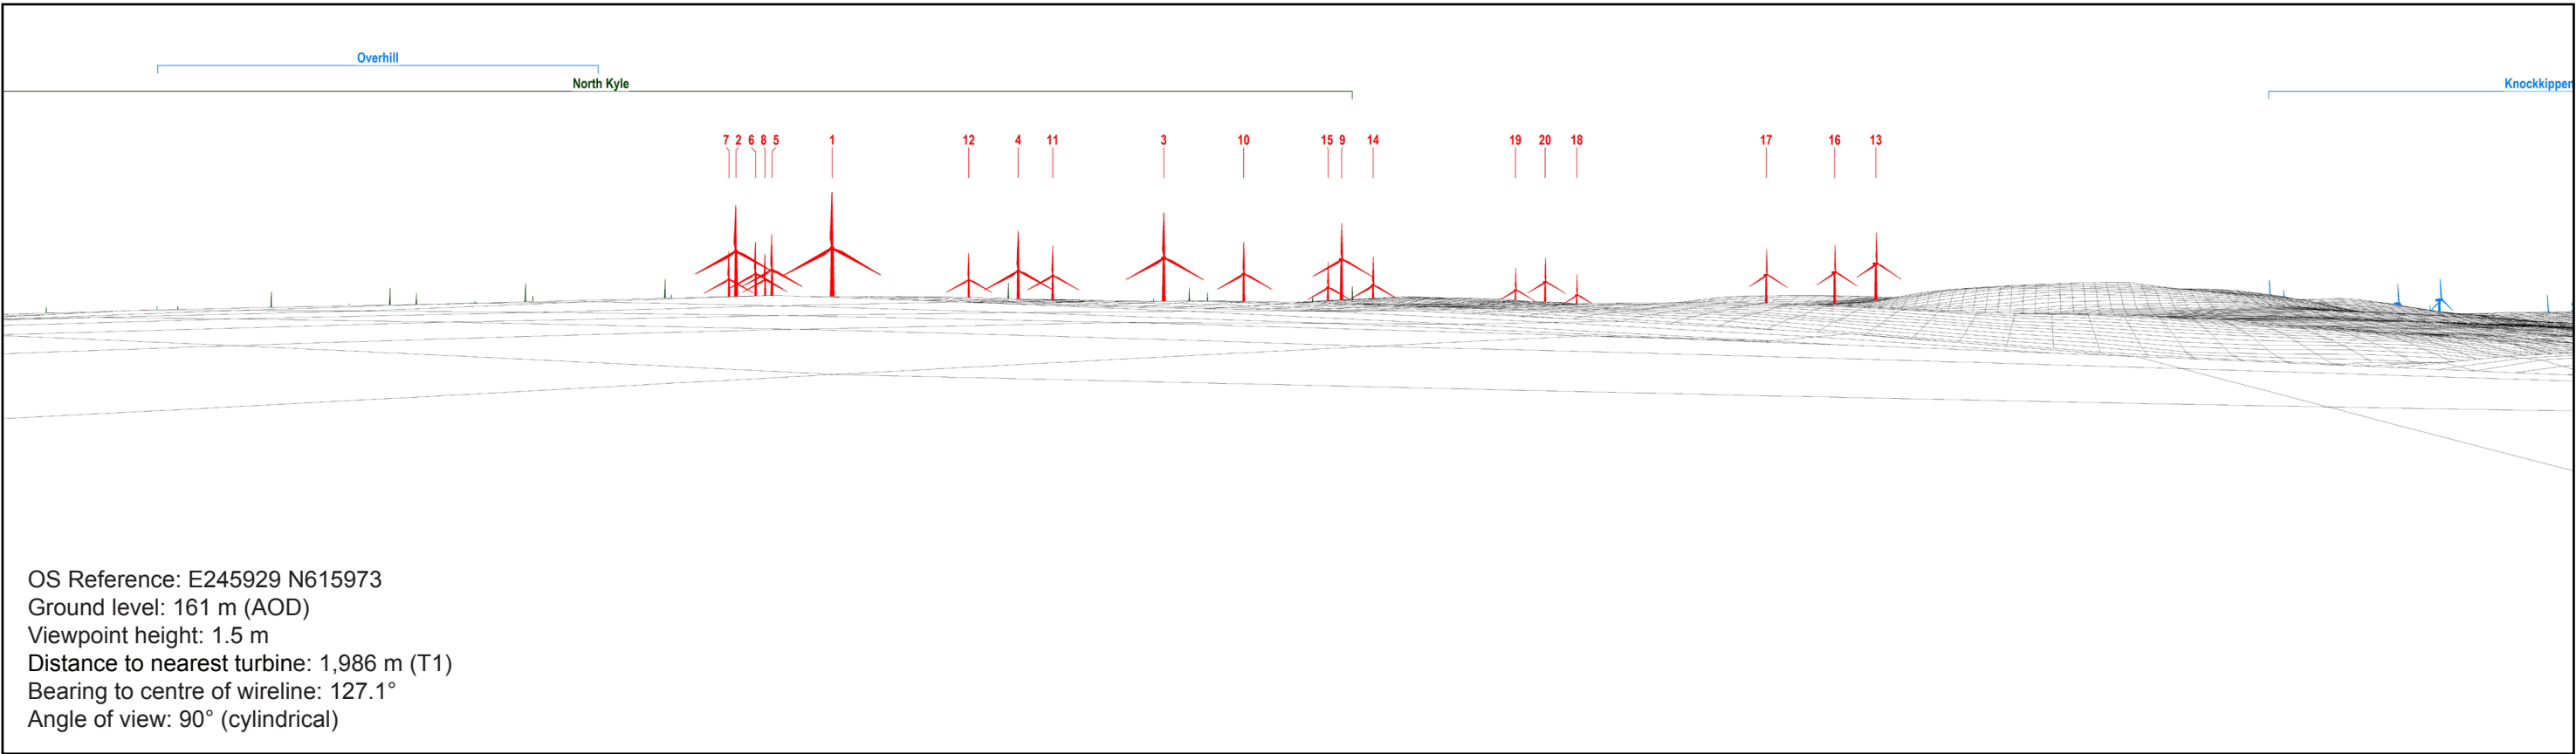 Overhill
North Kyle
Knockkippen
7 2 6 8 5 1 12 4 11 3 10 15 9 14 19 20 18 17 16 13
OS Reference: E245929 N615973
Ground level: 161 m (AOD)
Viewpoint height: 1.5 m
Distance to nearest turbine: 1,986 m (T1)
Bearing to centre of wireline: 127.1°
Angle of view: 90° (cylindrical)